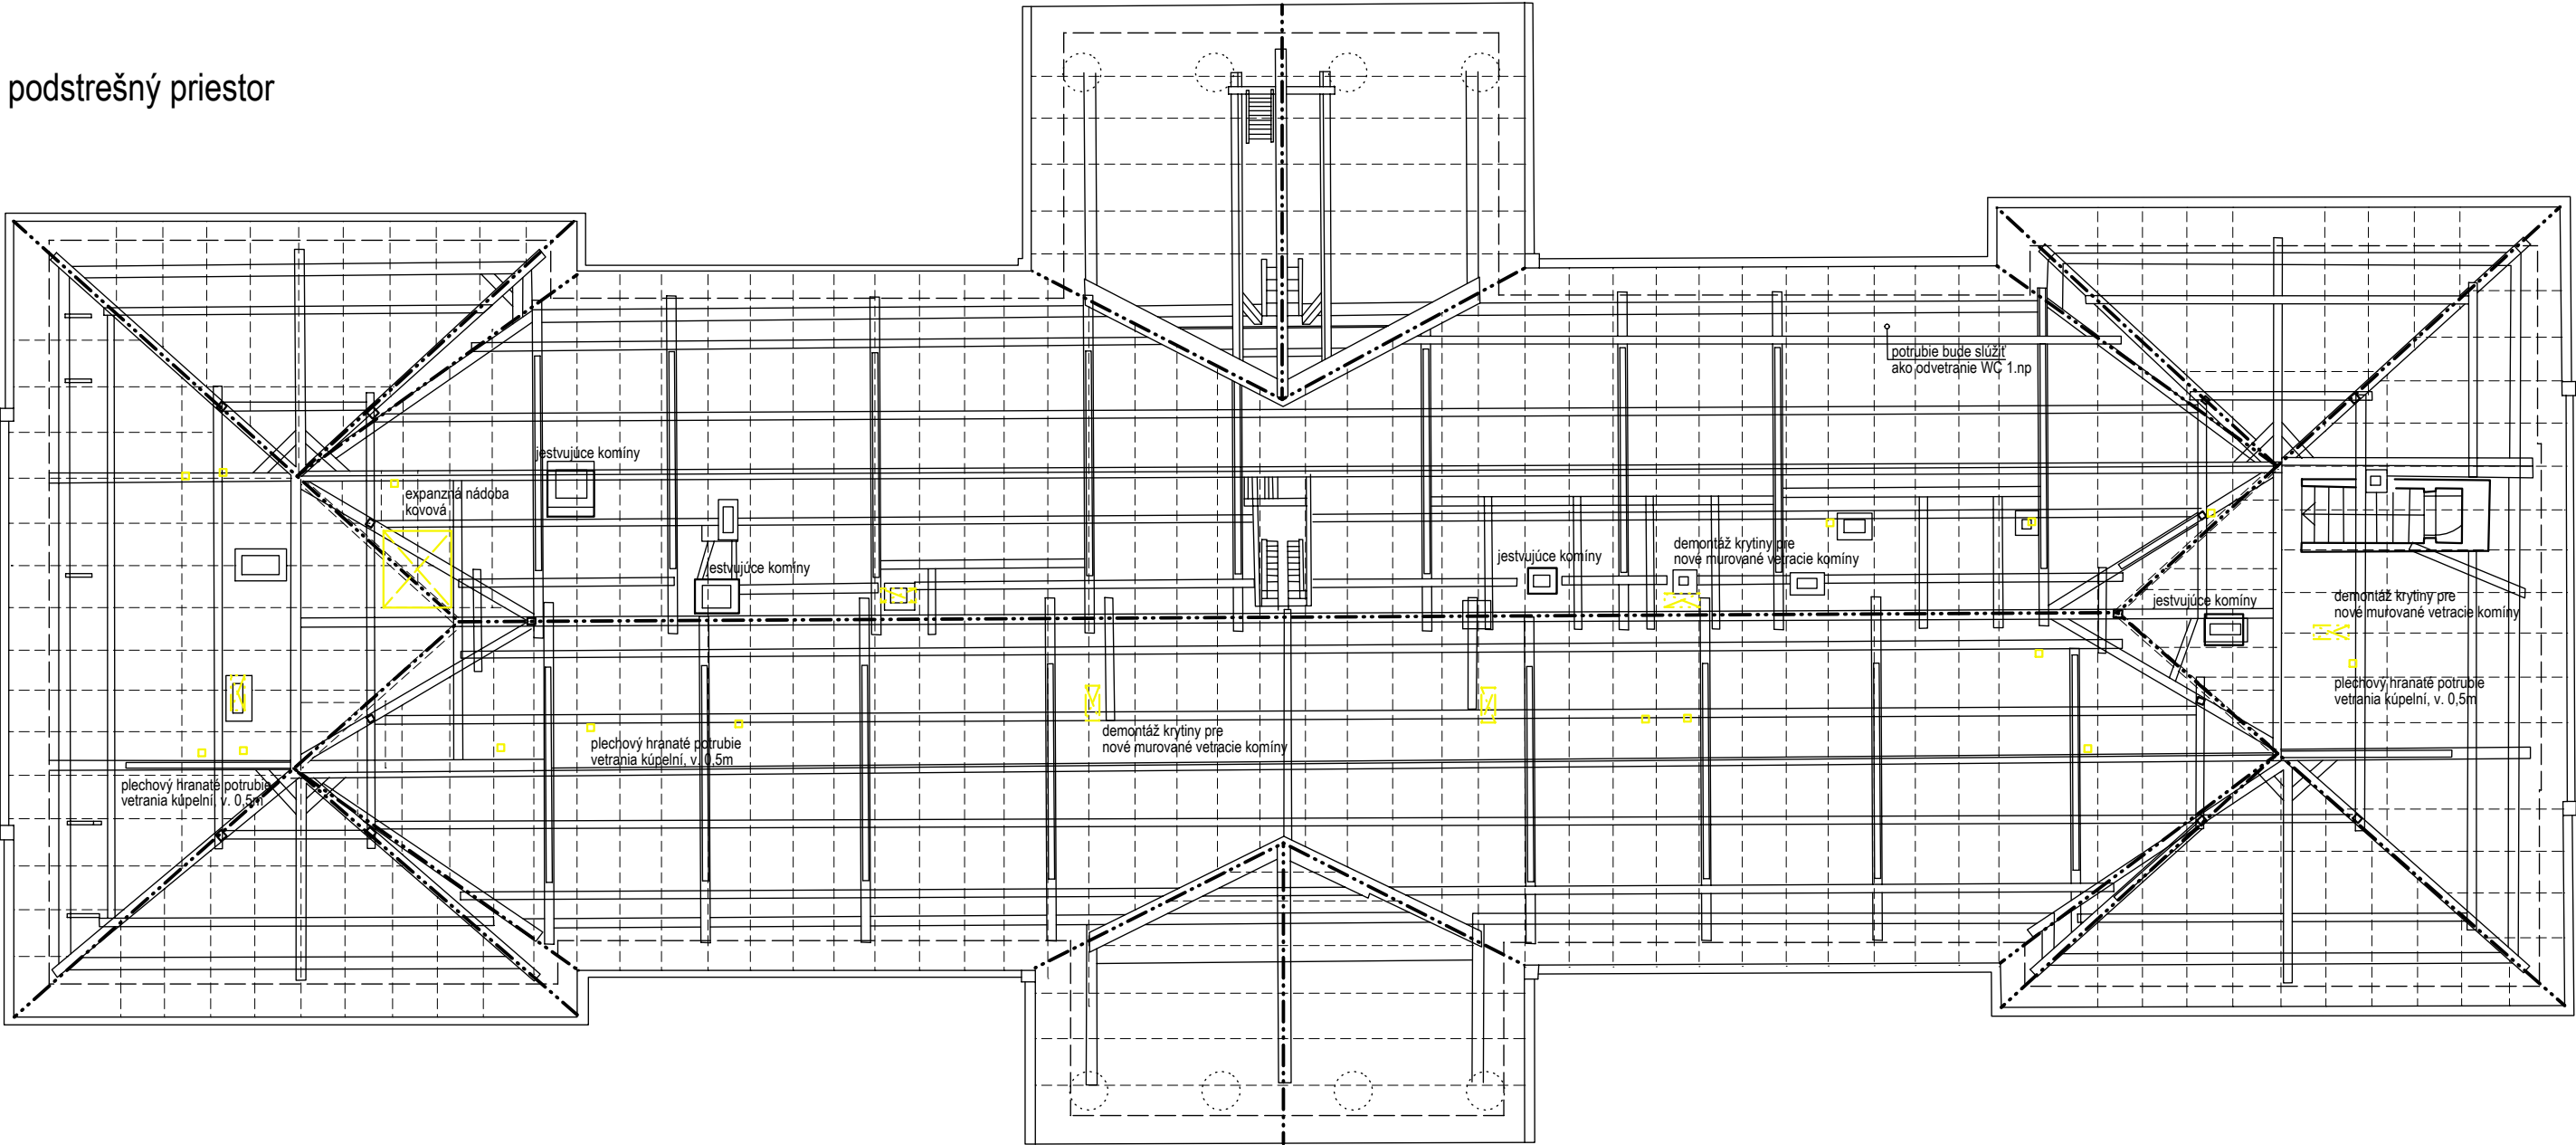 podstrešný priestor
potrubie bude slúžiť
ako odvetranie WC 1.np
jestvujúce komíny
expanzná nádoba
kovová
jestvujúce komíny
jestvujúce komíny
demontáž krytiny pre
nové murované vetracie komíny
jestvujúce komíny
demontáž krytiny pre
nové murované vetracie komíny
plechový hranaté potrubie
vetrania kúpelní, v. 0,5m
demontáž krytiny pre
nové murované vetracie komíny
plechový hranaté potrubie
vetrania kúpelní, v. 0,5m
plechový hranaté potrubie
vetrania kúpelní, v. 0,5m